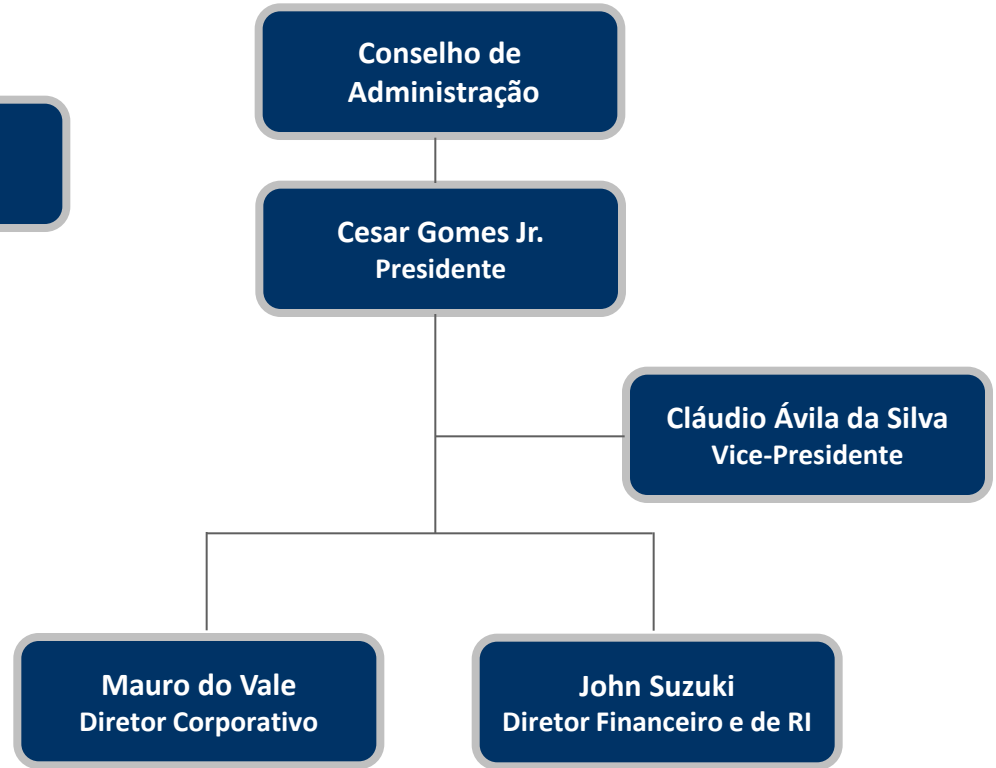 Conselho de
Administração
Cesar Gomes Jr.
Presidente
Cláudio Ávila da Silva
Vice-Presidente
Mauro do Vale
Diretor Corporativo
John Suzuki
Diretor Financeiro e de RI